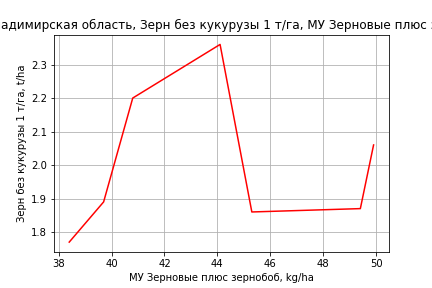 адимирская область, Зерн без кукурузы 1 т/га, МУ Зерновые плюс
Зерн без кукурузы 1 т/га, t/ha
2.3
2.2
2.1
2.0
1.9
1.8
38 40 42 44 46 48 50
МУ Зерновые плюс зернобоб, kg/ha